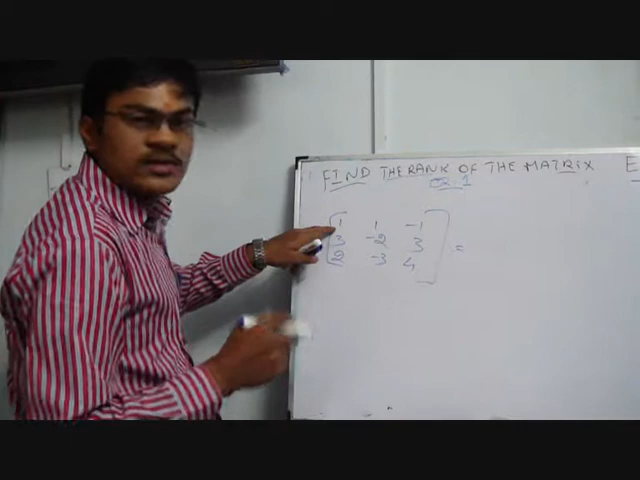 FIND THE RANK OF THE MATRIX E
Ex. 1
1 1 -1
3 -2 3 =
2 -3 4